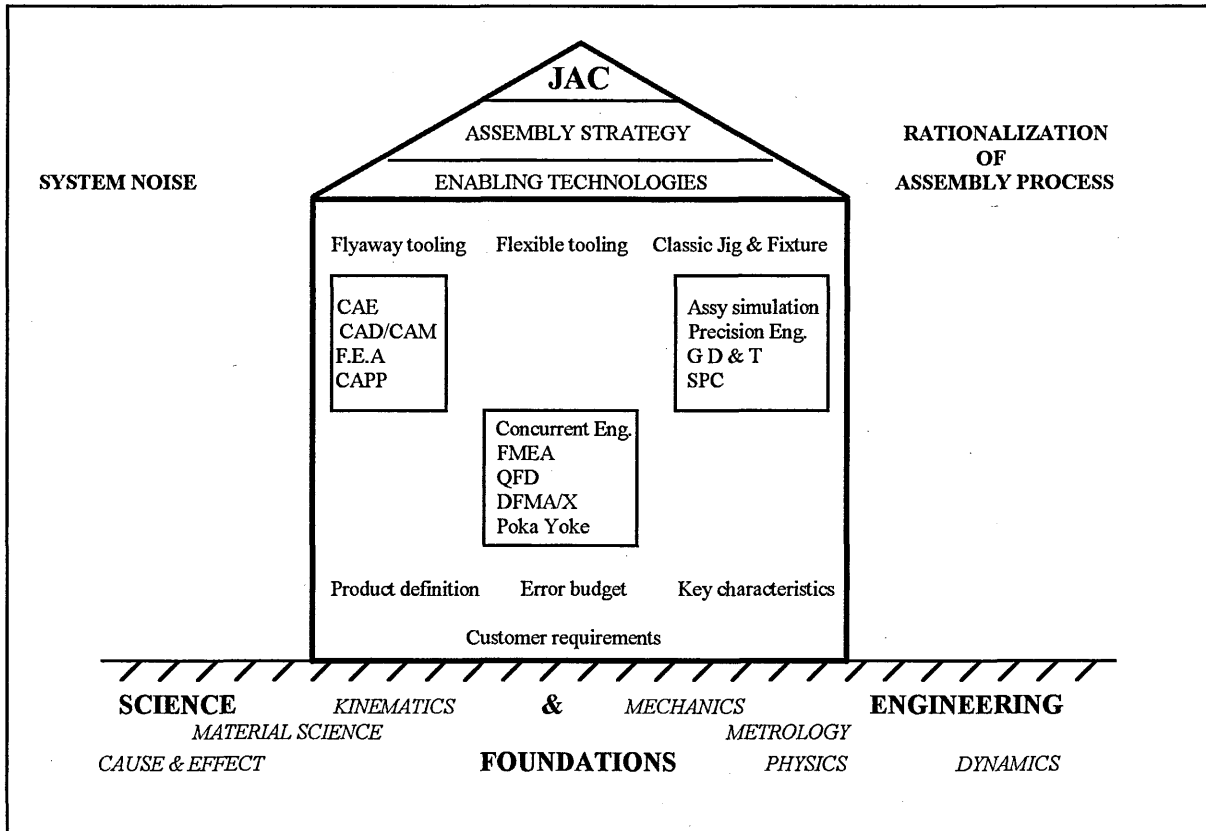 JAC
ASSEMBLY STRATEGY
ENABLING TECHNOLOGIES
SYSTEM NOISE
RATIONALIZATION
OF
ASSEMBLY PROCESS
Flyaway tooling Flexible tooling Classic Jig & Fixture
CAE
CAD/CAM
F.E.A
CAPP
Assy simulation
Precision Eng.
G D & T
SPC
Concurrent Eng.
FMEA
QFD
DFMA/X
Poka Yoke
Product definition Error budget Key characteristics
Customer requirements
SCIENCE KINEMATICS & MECHANICS ENGINEERING
MATERIAL SCIENCE METROLOGY
CAUSE & EFFECT FOUNDATIONS PHYSICS DYNAMICS